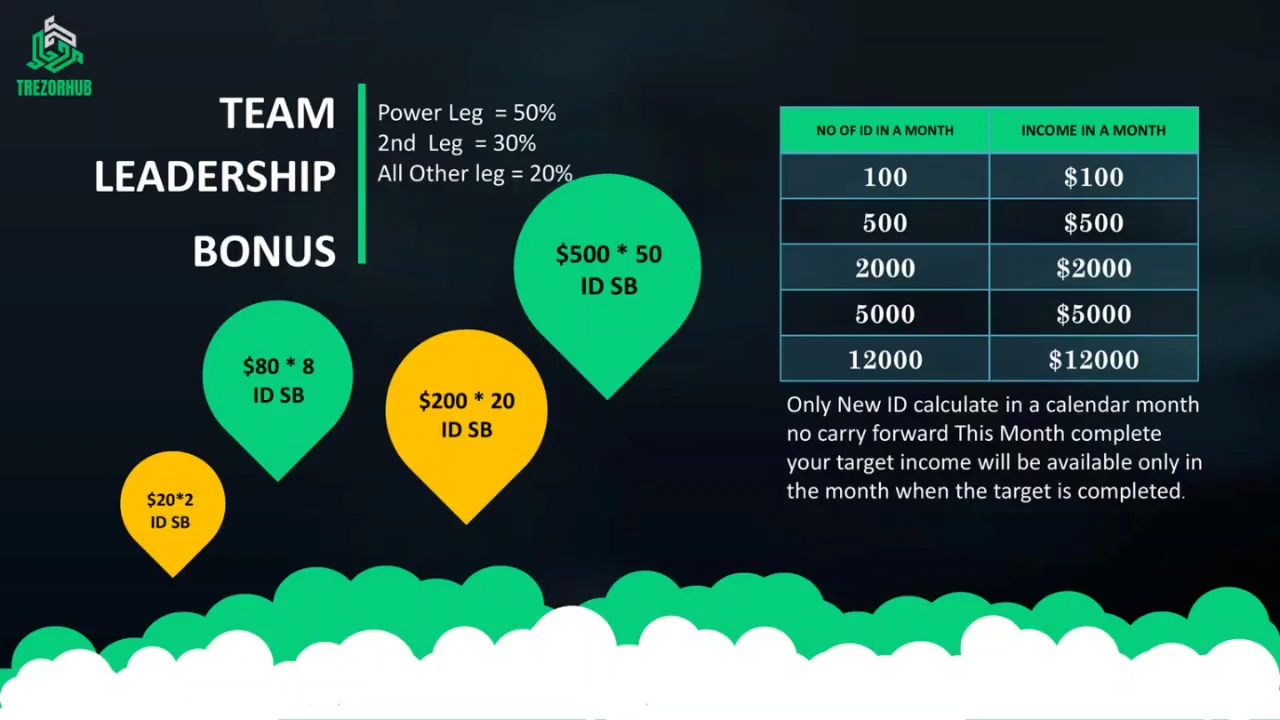 TREZORHUB
TEAM
LEADERSHIP
BONUS
Power Leg = 50%
2nd Leg = 30%
All Other leg = 20%
$500 * 50
ID SB
$80 * 8
ID SB
$200 * 20
ID SB
$20*2
ID SB
NO OF ID IN A MONTH INCOME IN A MONTH
100 $100
500 $500
2000 $2000
5000 $5000
12000 $12000
Only New ID calculate in a calendar month
no carry forward This Month complete
your target income will be available only in
the month when the target is completed.